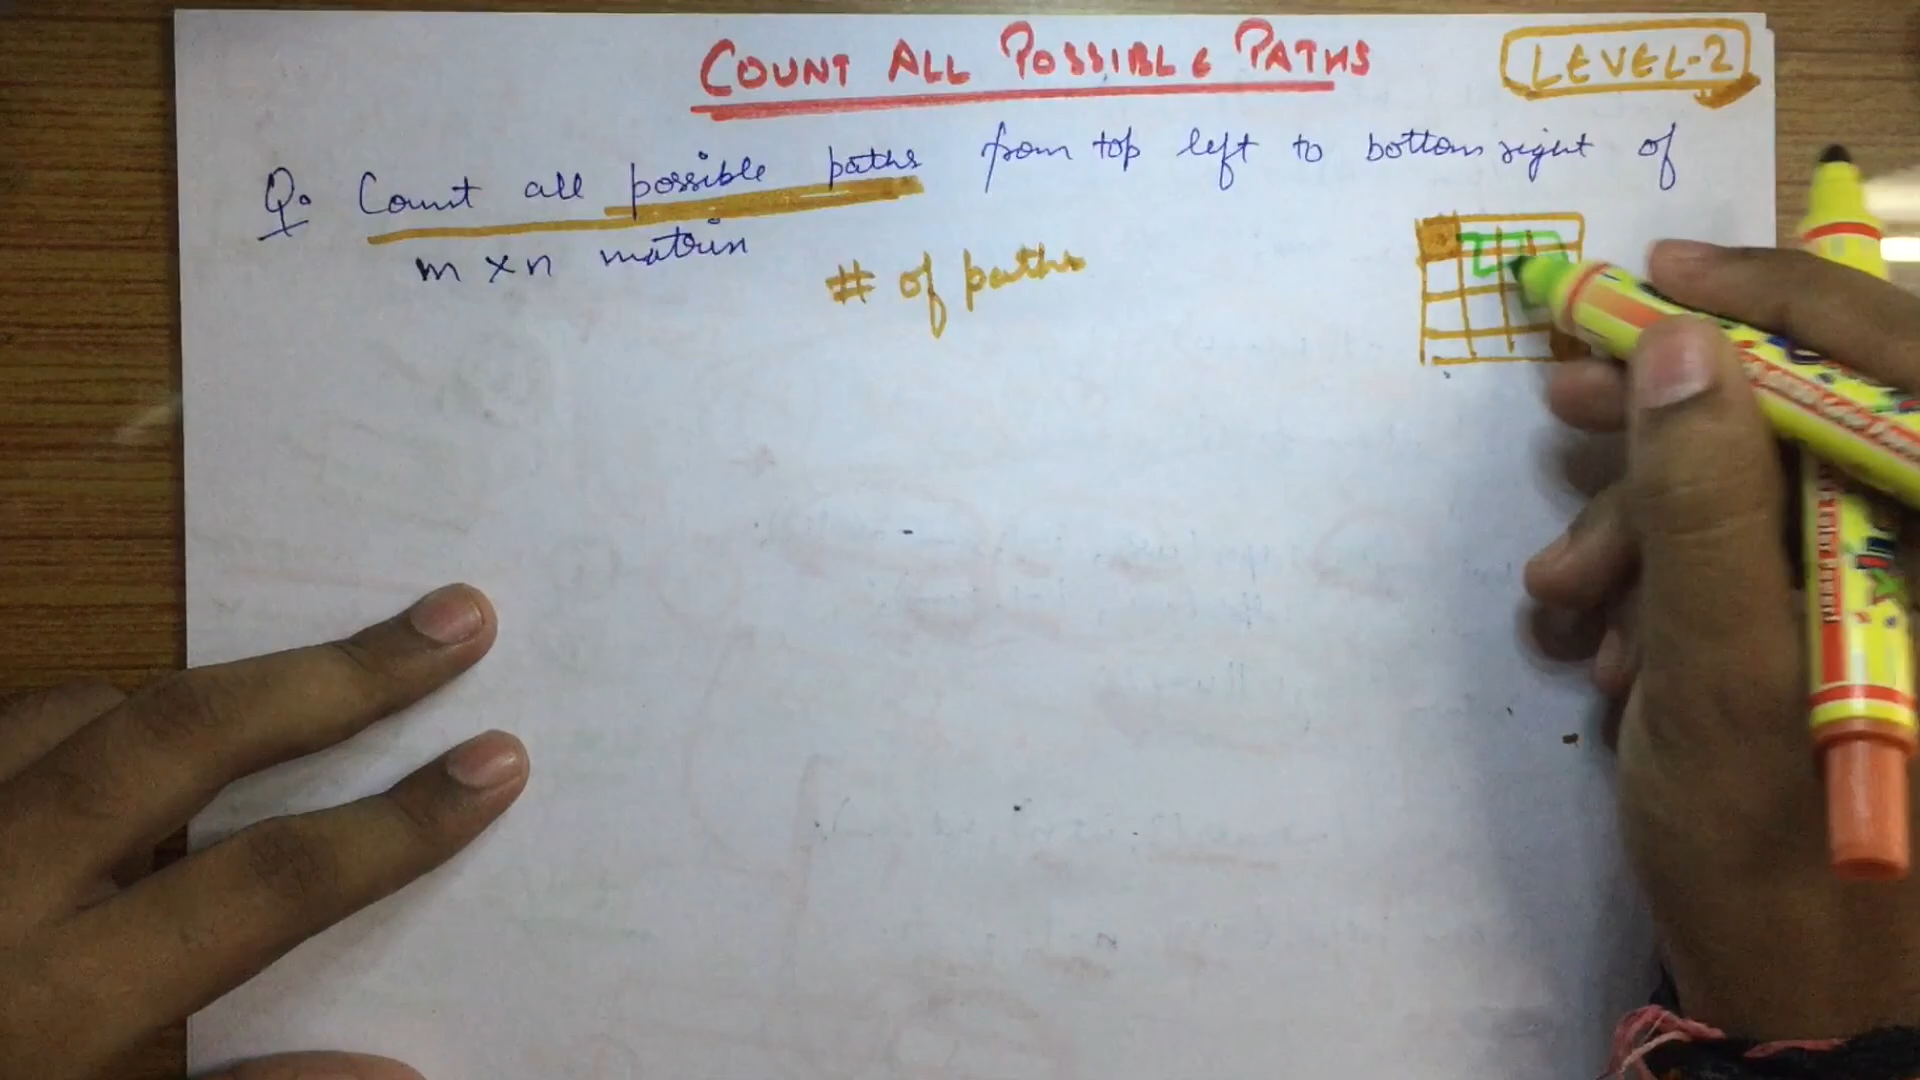 COUNT ALL POSSIBLE PATHS
LEVEL-2
Q. Count all possible paths from top left to bottom right of
m x n matrix
# of paths